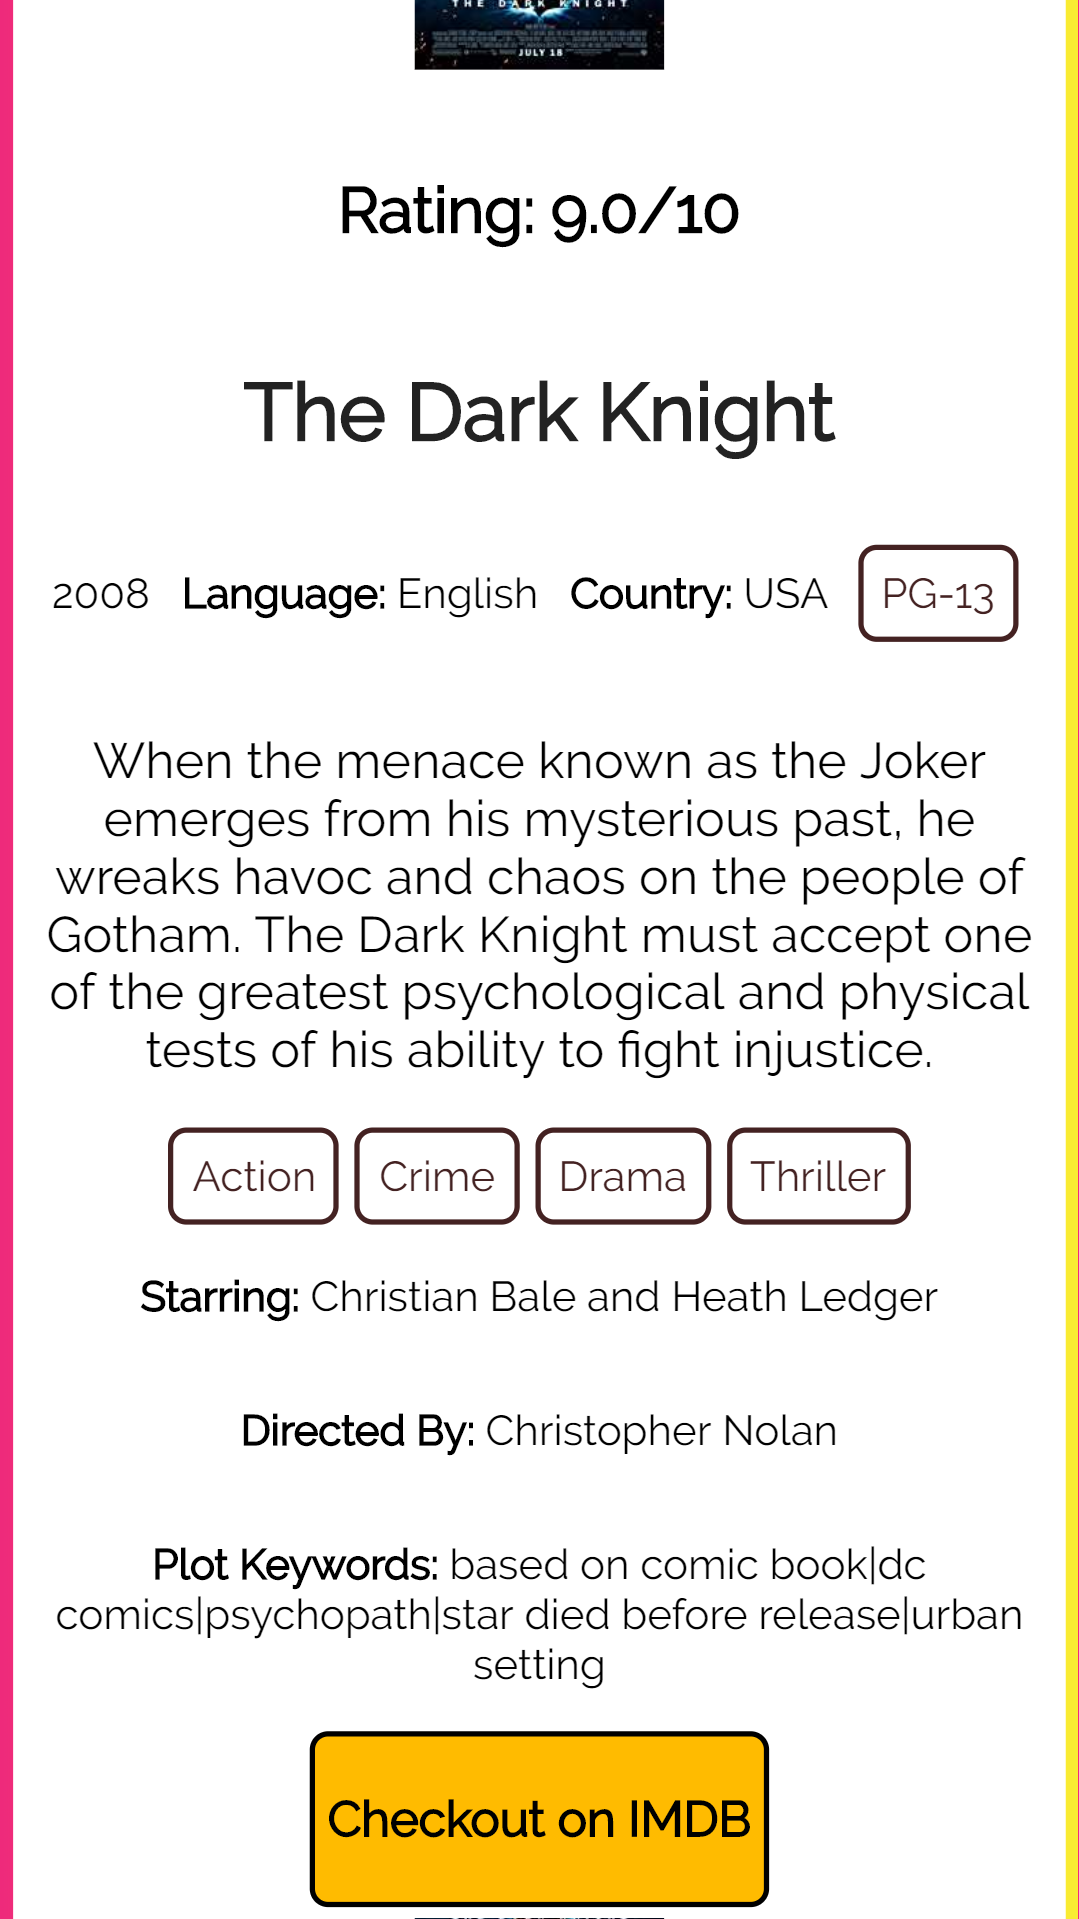 THE DARK KNIGHT
JULY 18
Rating: 9.0/10
The Dark Knight
2008 Language: English Country: USA PG-13
When the menace known as the Joker
emerges from his mysterious past, he
wreaks havoc and chaos on the people of
Gotham. The Dark Knight must accept one
of the greatest psychological and physical
tests of his ability to fight injustice.
Action Crime Drama Thriller
Starring: Christian Bale and Heath Ledger
Directed By: Christopher Nolan
Plot Keywords: based on comic book|dc
comics|psychopath|star died before release|urban
setting
Checkout on IMDB